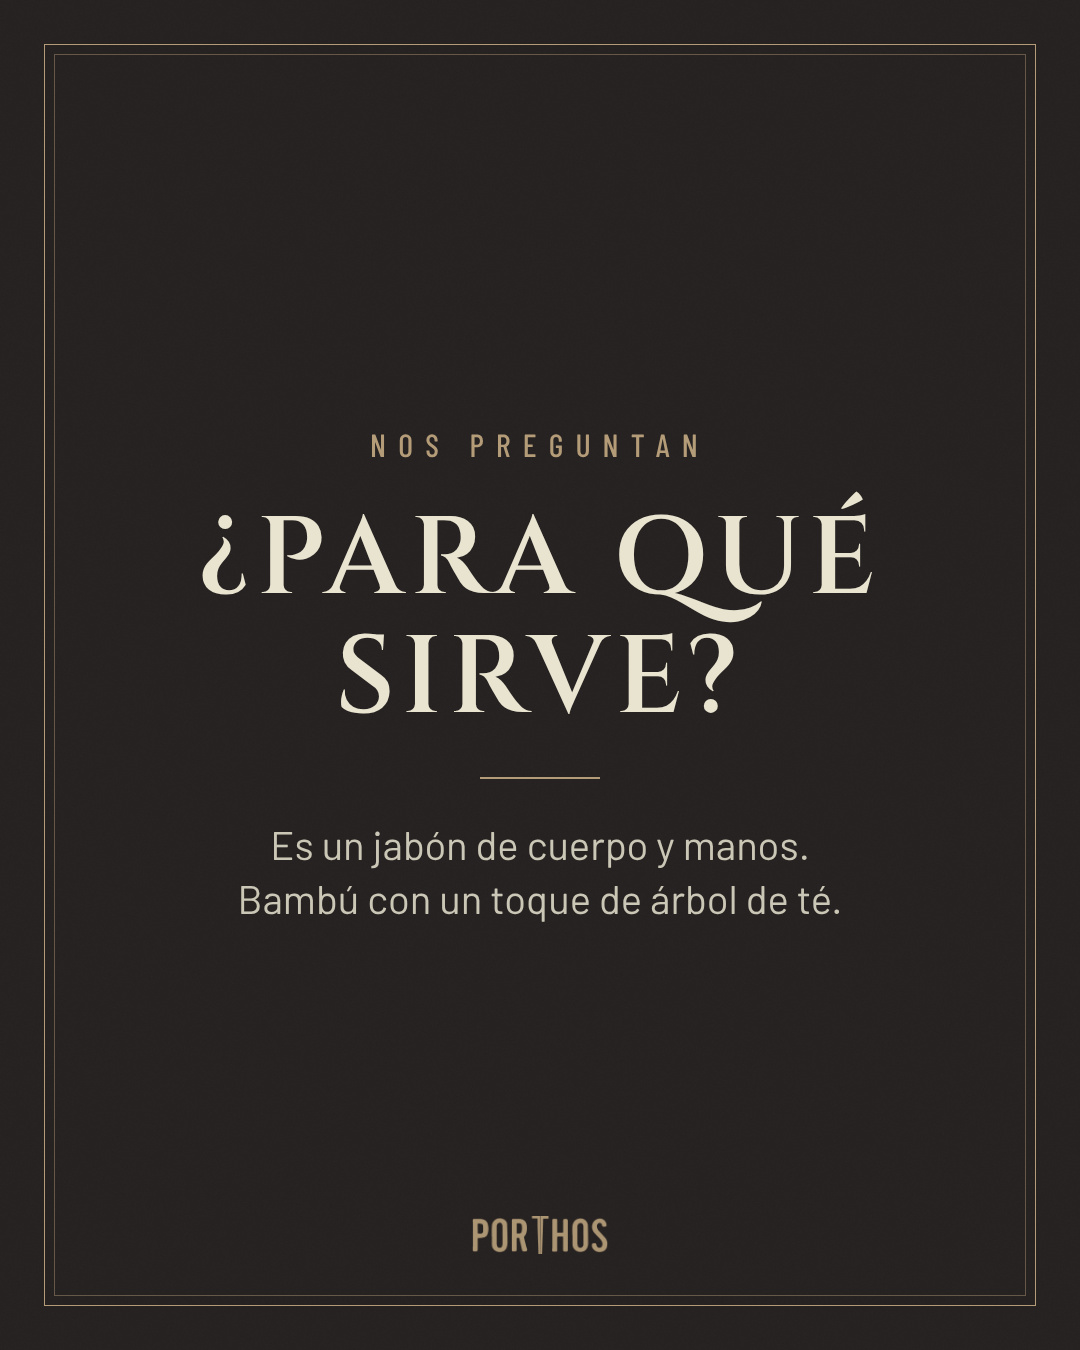 NOS PREGUNTAN
¿PARA QUÉ
SIRVE?
Es un jabón de cuerpo y manos.
Bambú con un toque de árbol de té.
PORTHOS